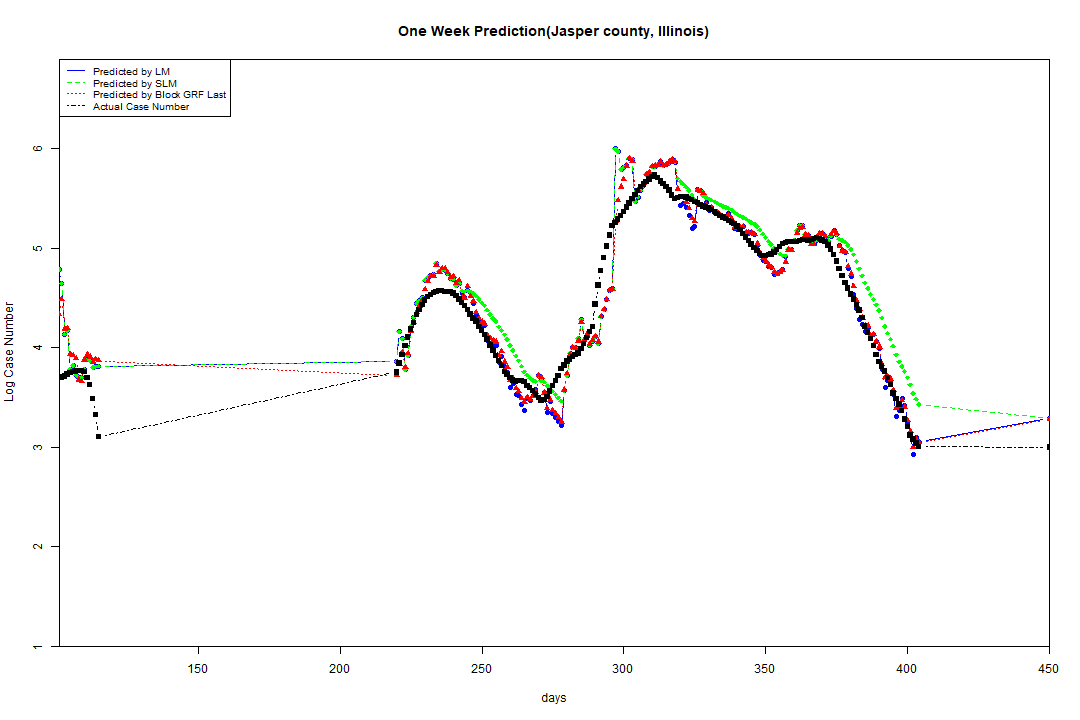 One Week Prediction(Jasper county, Illinois)
Predicted by LM
Predicted by SLM
Predicted by Block GRF Last
Actual Case Number
6
5
4
3
2
1
Log Case Number
150
200
250
300
350
400
450
days